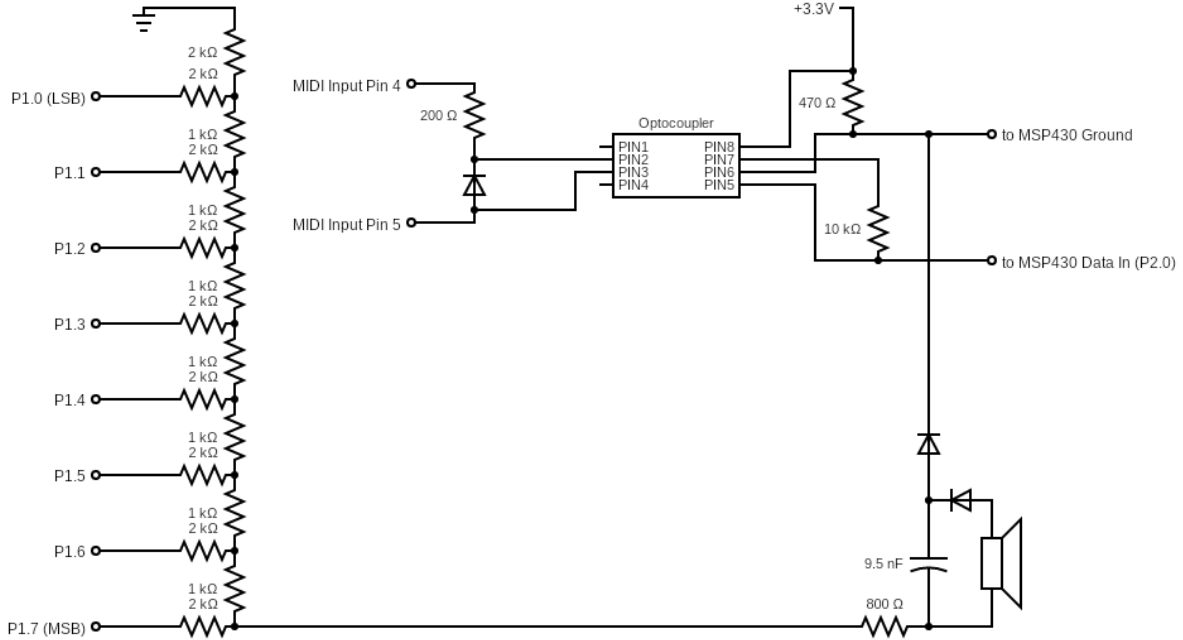 +3.3V
2 kΩ
2 kΩ
P1.0 (LSB)
1 kΩ
2 kΩ
P1.1
1 kΩ
2 kΩ
P1.2
1 kΩ
2 kΩ
P1.3
1 kΩ
2 kΩ
P1.4
1 kΩ
2 kΩ
P1.5
1 kΩ
2 kΩ
P1.6
1 kΩ
2 kΩ
P1.7 (MSB)
MIDI Input Pin 4
200 Ω
MIDI Input Pin 5
Optocoupler
PIN1 PIN8
PIN2 PIN7
PIN3 PIN6
PIN4 PIN5
470 Ω
to MSP430 Ground
10 kΩ
to MSP430 Data In (P2.0)
9.5 nF
800 Ω